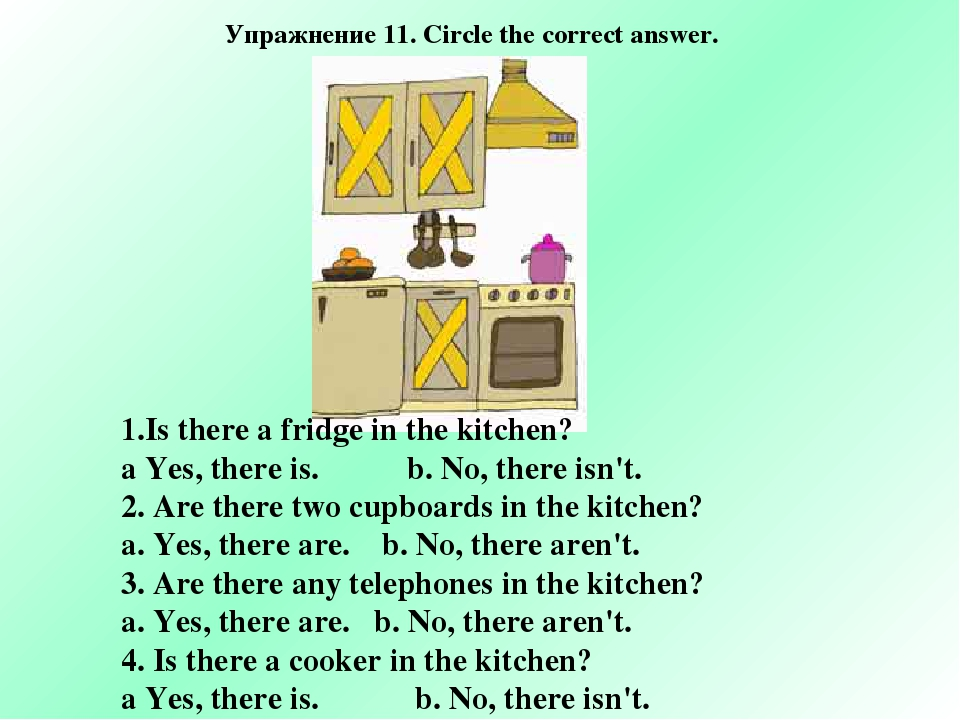 Упражнение 11. Circle the correct answer.
1.Is there a fridge in the kitchen?
a Yes, there is. b. No, there isn't.
2. Are there two cupboards in the kitchen?
a. Yes, there are. b. No, there aren't.
3. Are there any telephones in the kitchen?
a. Yes, there are. b. No, there aren't.
4. Is there a cooker in the kitchen?
a Yes, there is. b. No, there isn't.